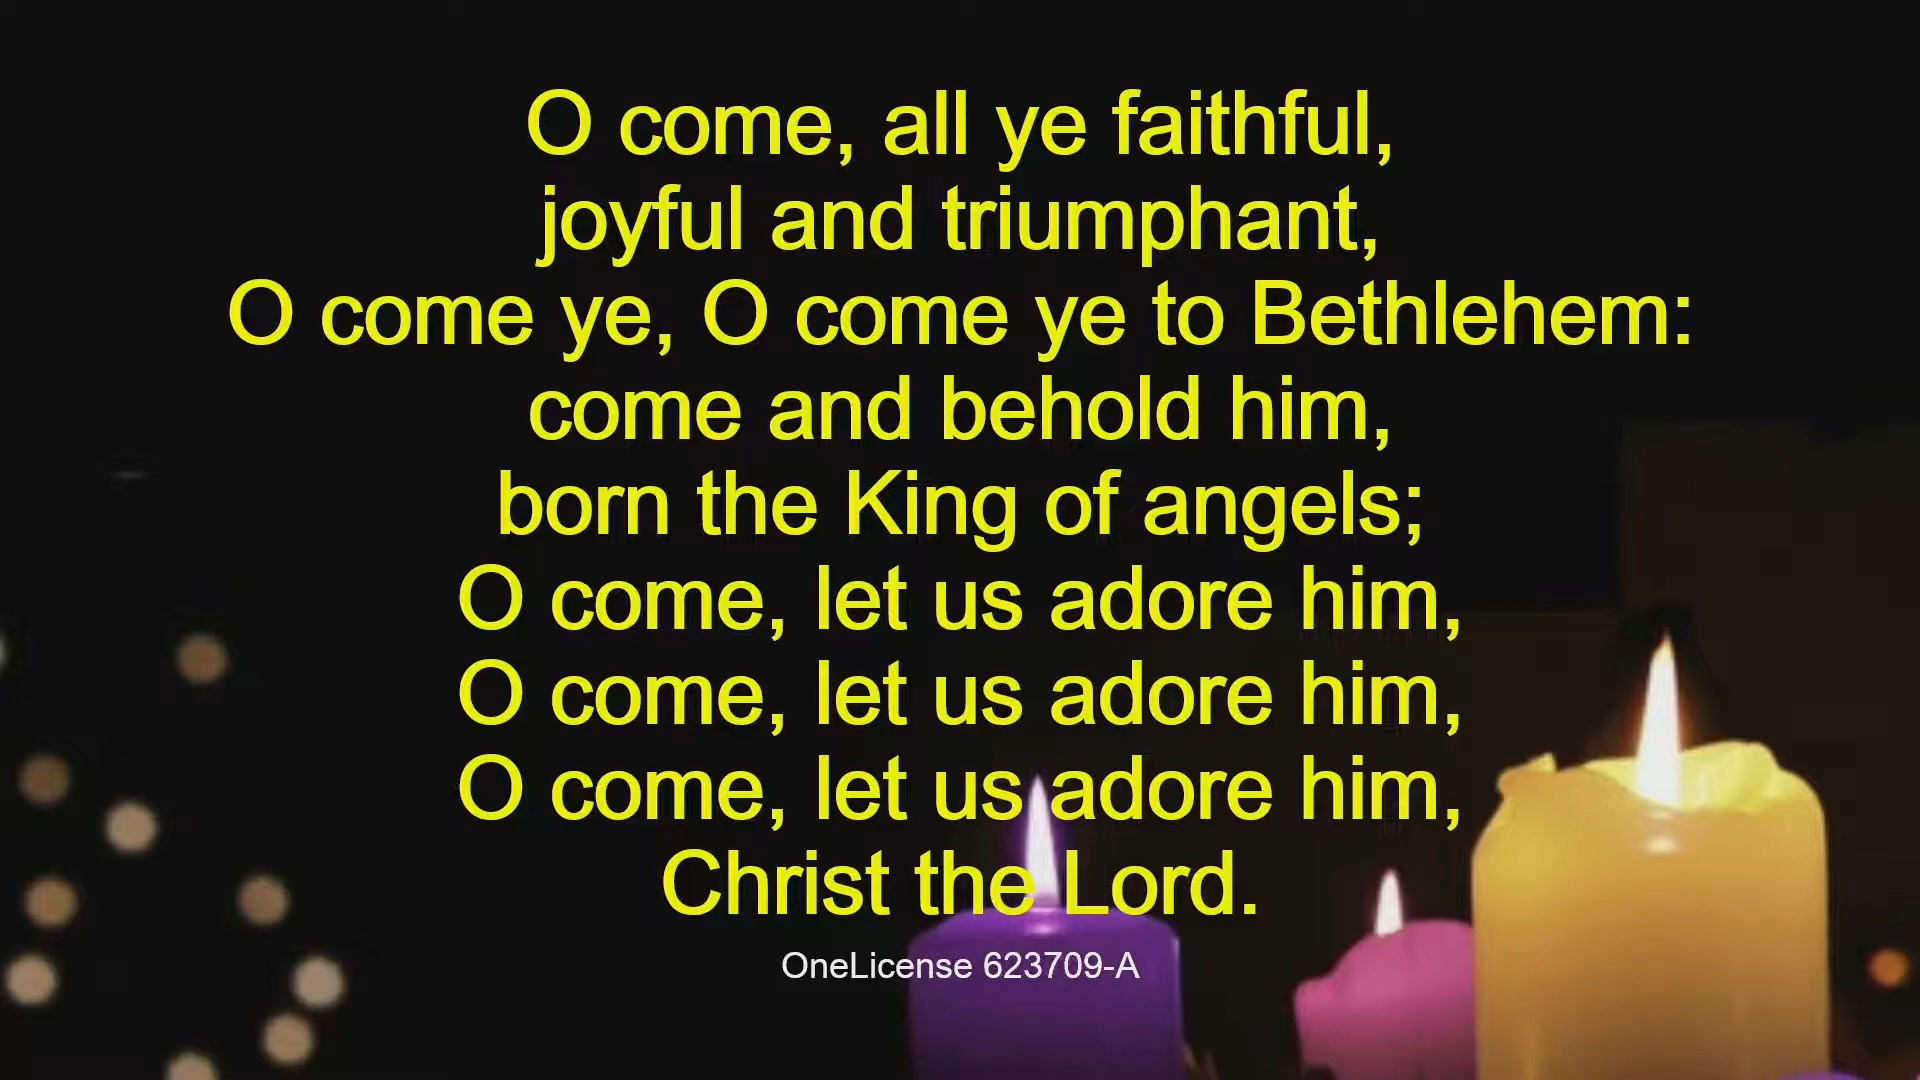 O come, all ye faithful,
joyful and triumphant,
O come ye, O come ye to Bethlehem:
come and behold him,
born the King of angels;
O come, let us adore him,
O come, let us adore him,
O come, let us adore him,
Christ the Lord.
OneLicense 623709-A